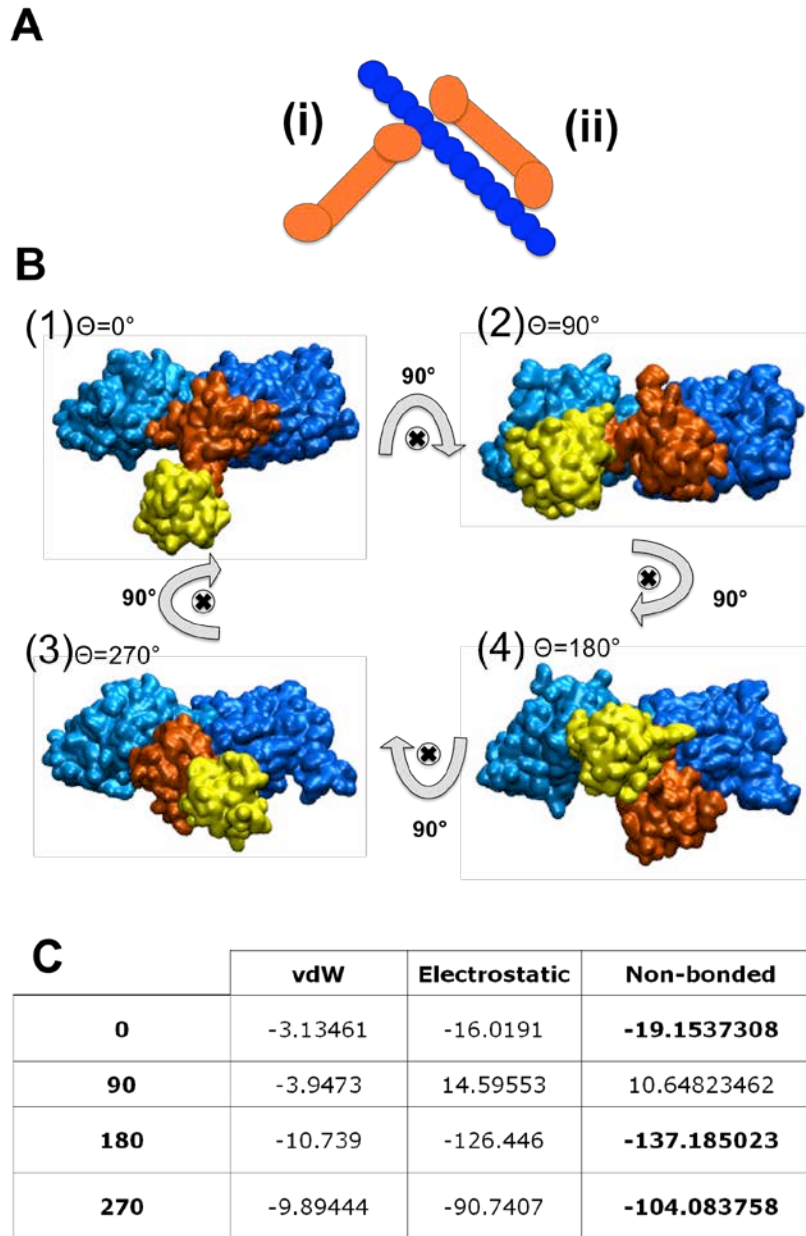 A
(i)
(ii)
B
(1) Θ=0°
(2) Θ=90°
90°
90°
90°
(3) Θ=270°
(4) Θ=180°
90°
C
vdW Electrostatic Non-bonded
0 -3.13461 -16.0191 -19.1537308
90 -3.9473 14.59553 10.64823462
180 -10.739 -126.446 -137.185023
270 -9.89444 -90.7407 -104.083758